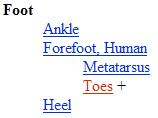 Foot
Ankle
Forefoot, Human
Metatarsus
Toes +
Heel